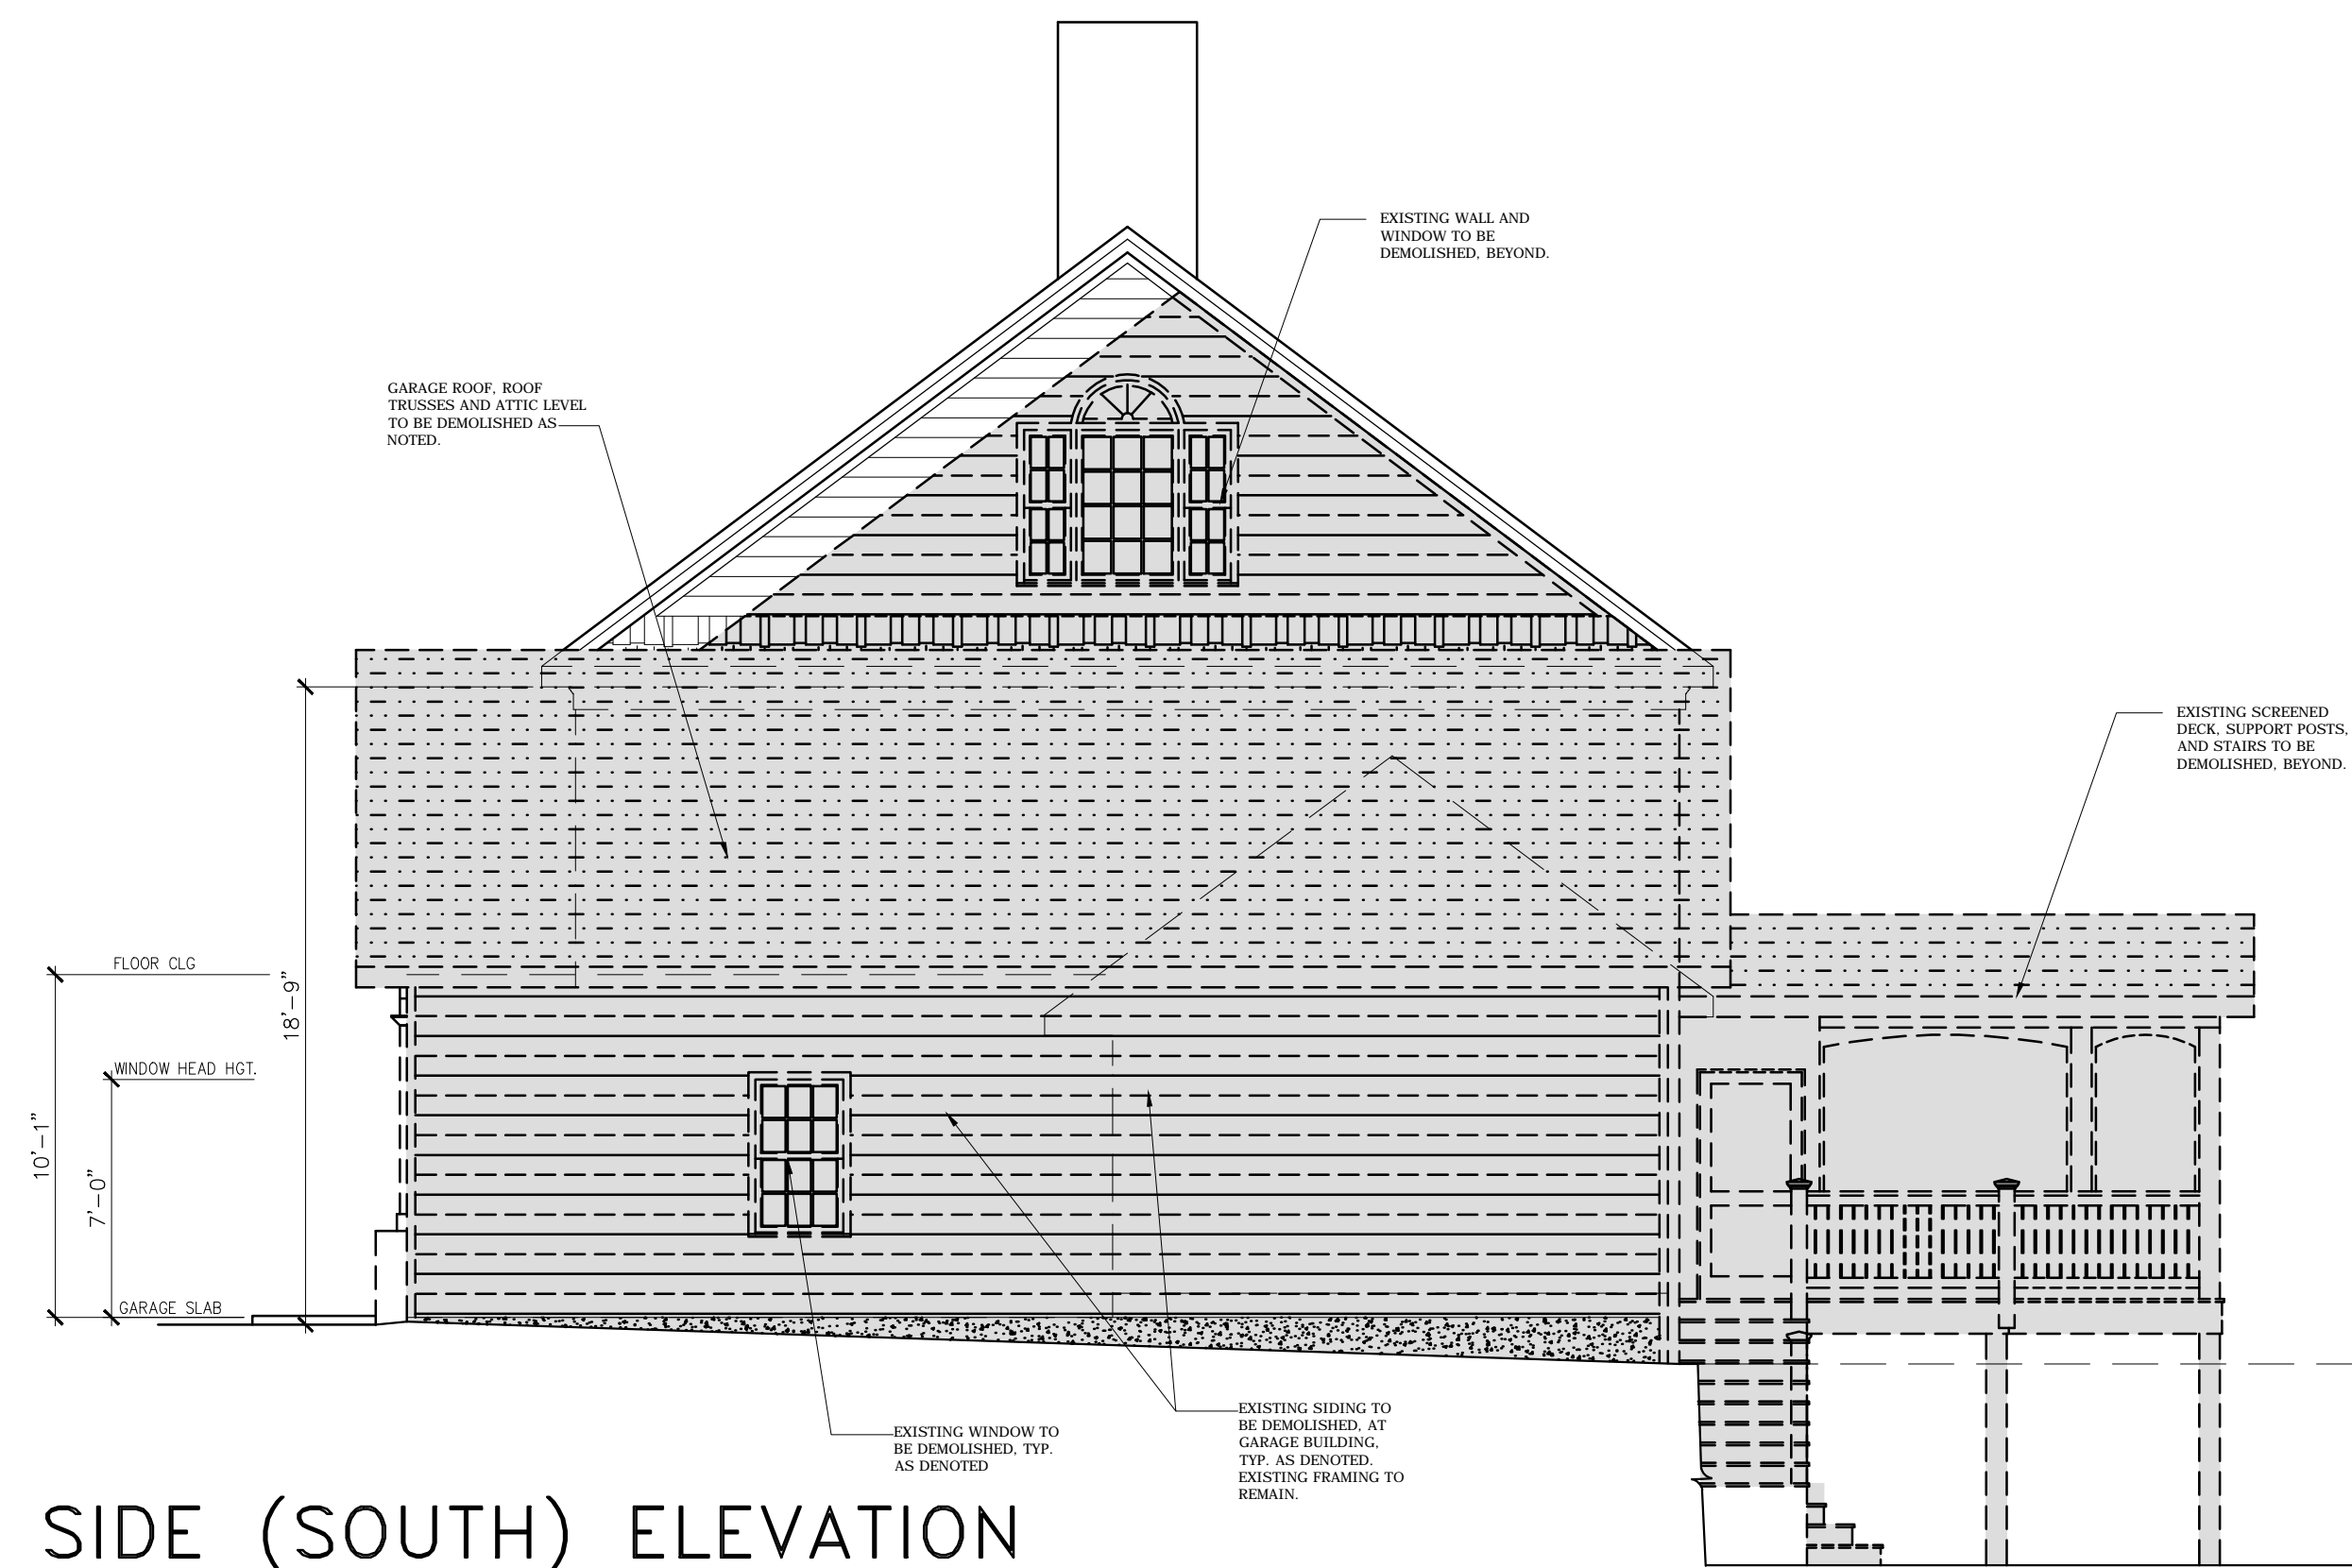 EXISTING WALL AND
WINDOW TO BE
DEMOLISHED, BEYOND.
GARAGE ROOF, ROOF
TRUSSES AND ATTIC LEVEL
TO BE DEMOLISHED AS
NOTED.
EXISTING SCREENED
DECK, SUPPORT POSTS,
AND STAIRS TO BE
DEMOLISHED, BEYOND.
FLOOR CLG
18'-9"
WINDOW HEAD HGT.
10'-1"
7'-0"
GARAGE SLAB
EXISTING WINDOW TO
BE DEMOLISHED, TYP.
AS DENOTED
EXISTING SIDING TO
BE DEMOLISHED, AT
GARAGE BUILDING,
TYP. AS DENOTED.
EXISTING FRAMING TO
REMAIN.
SIDE (SOUTH) ELEVATION